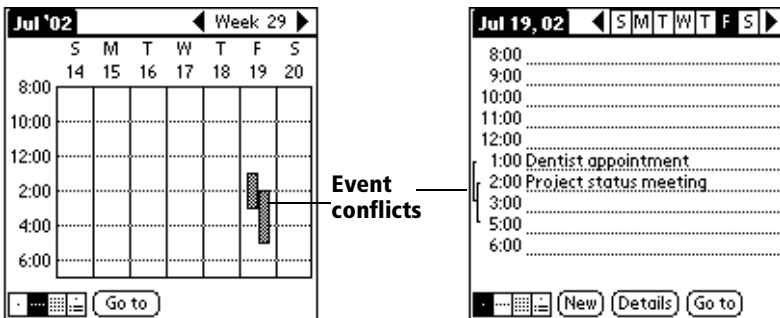 Jul '02 Week 29
S M T W T F S
14 15 16 17 18 19 20
8:00
10:00
12:00
2:00
4:00
6:00
Go to
Event
conflicts
Jul 19, 02 S M T W T F S
8:00
9:00
10:00
11:00
12:00
1:00 Dentist appointment
2:00 Project status meeting
3:00
5:00
6:00
New Details Go to